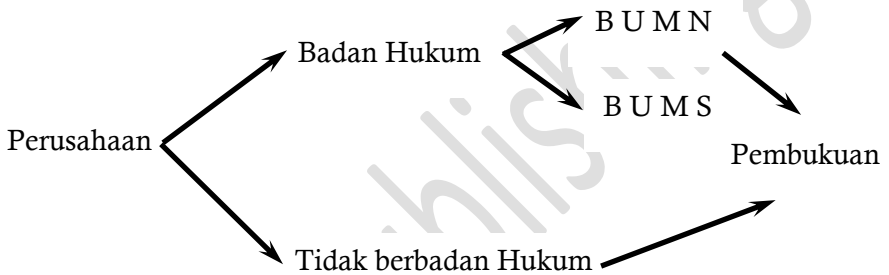 B U M N
Badan Hukum
B U M S
Perusahaan
Pembukuan
Tidak berbadan Hukum